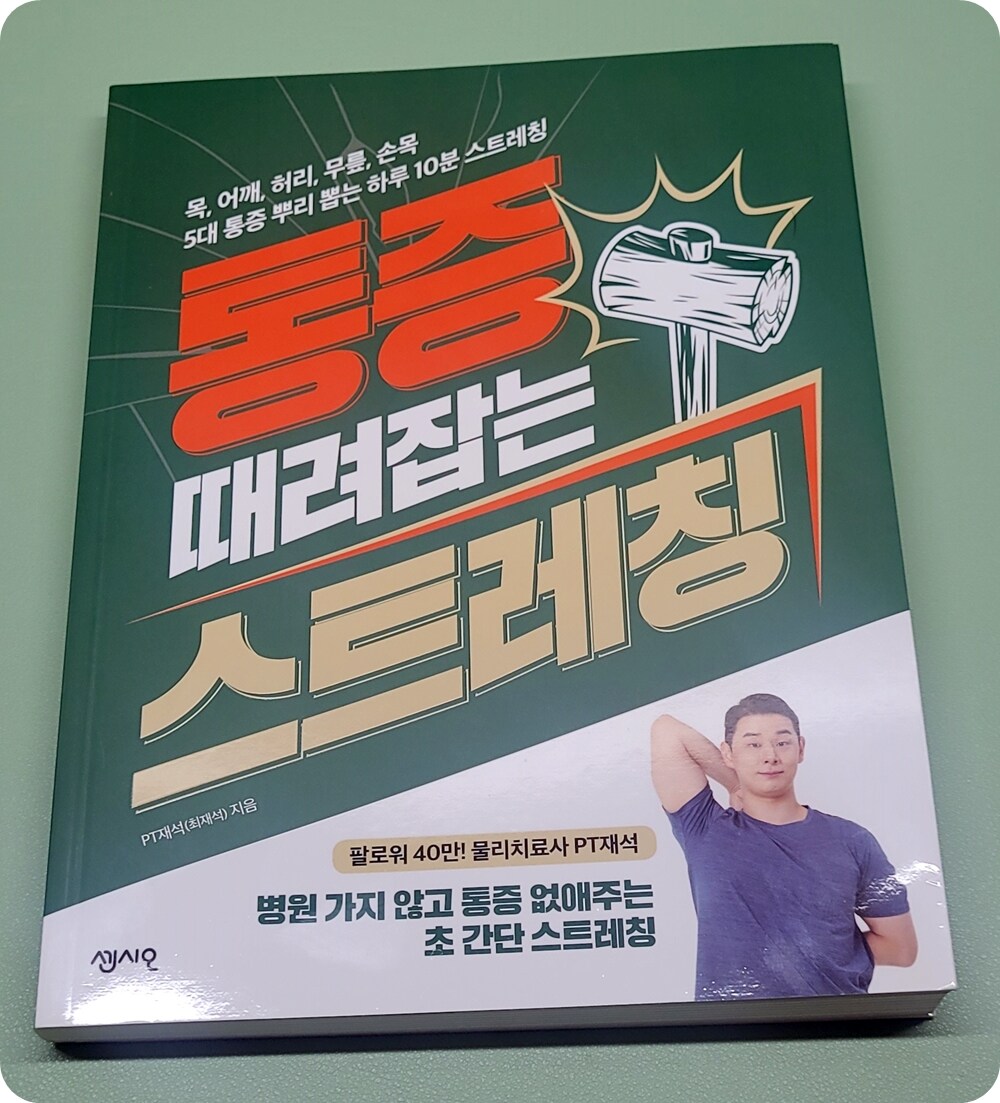 목, 어깨, 허리, 무릎, 손목
5대 통증 뿌리 뽑는 하루 10분 스트레칭
통증
때려잡는
스트레칭
PT재석(최재석) 지음
팔로워 40만! 물리치료사 PT재석
병원 가지 않고 통증 없애주는
초 간단 스트레칭
쎈시오